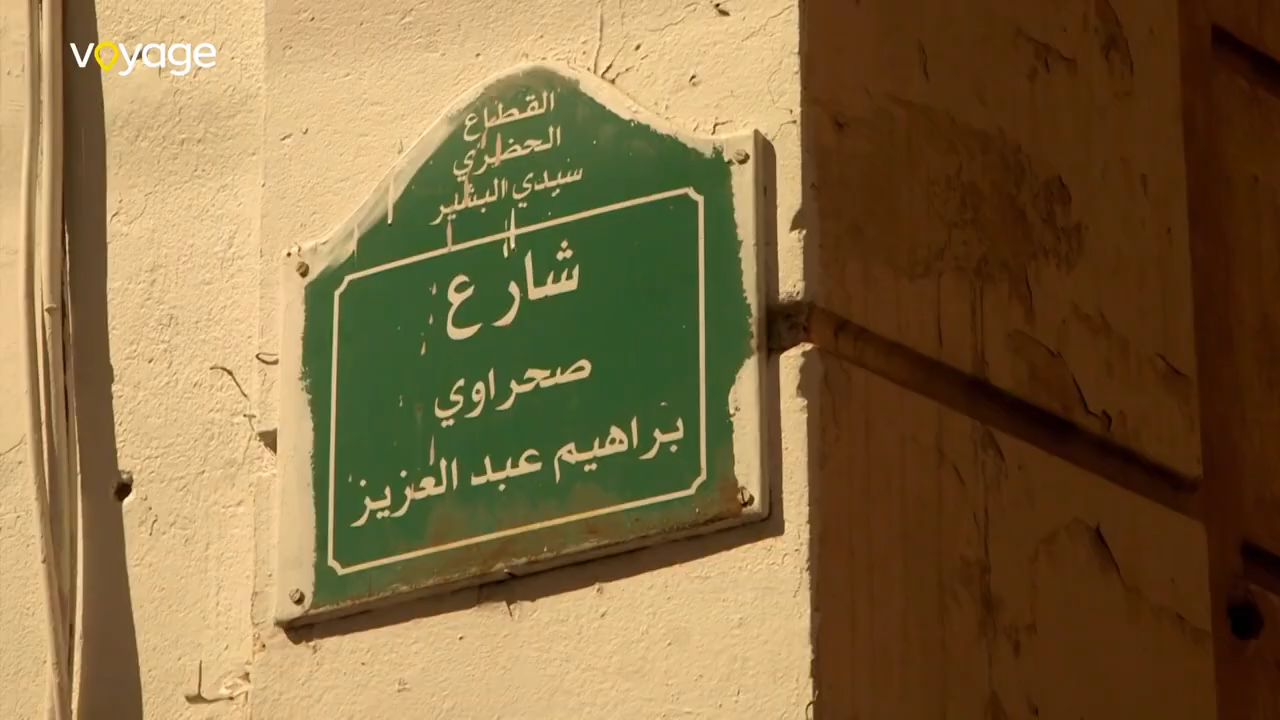 voyage
القطاع
الحضري
سيدي البشير
شارع
صحراوي
براهيم عبد العزيز